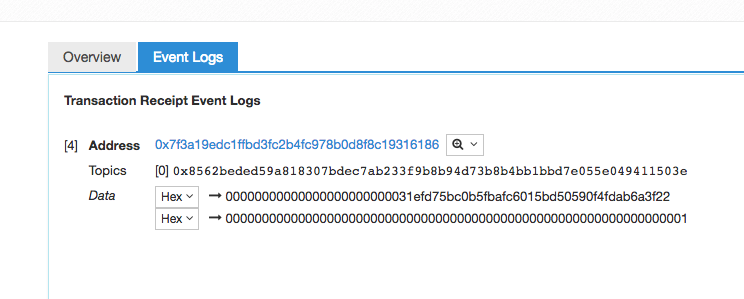 Overview Event Logs
Transaction Receipt Event Logs
[4] Address 0x7f3a19edc1ffbd3fc2b4fc978b0d8f8c19316186
Topics [0] 0x8562beded59a818307bdec7ab233f9b8b94d73b8b4bb1bbd7e055e049411503e
Data Hex → 00000000000000000000000031efd75bc0b5fbafc6015bd50590f4fdab6a3f22
Hex → 0000000000000000000000000000000000000000000000000000000000000001